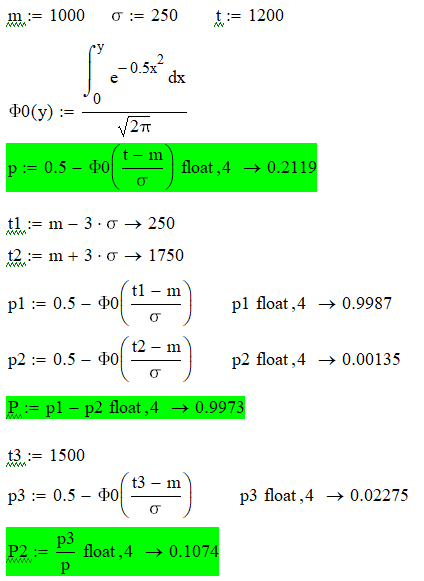 m := 1000 σ := 250 t := 1200
Φ0(y) := ∫₀^y e^(−0.5x²) dx / √(2π)
p := 0.5 − Φ0((t − m)/σ) float ,4 → 0.2119
t1 := m − 3 · σ → 250
t2 := m + 3 · σ → 1750
p1 := 0.5 − Φ0((t1 − m)/σ) p1 float ,4 → 0.9987
p2 := 0.5 − Φ0((t2 − m)/σ) p2 float ,4 → 0.00135
P := p1 − p2 float ,4 → 0.9973
t3 := 1500
p3 := 0.5 − Φ0((t3 − m)/σ) p3 float ,4 → 0.02275
P2 := p3/p float ,4 → 0.1074